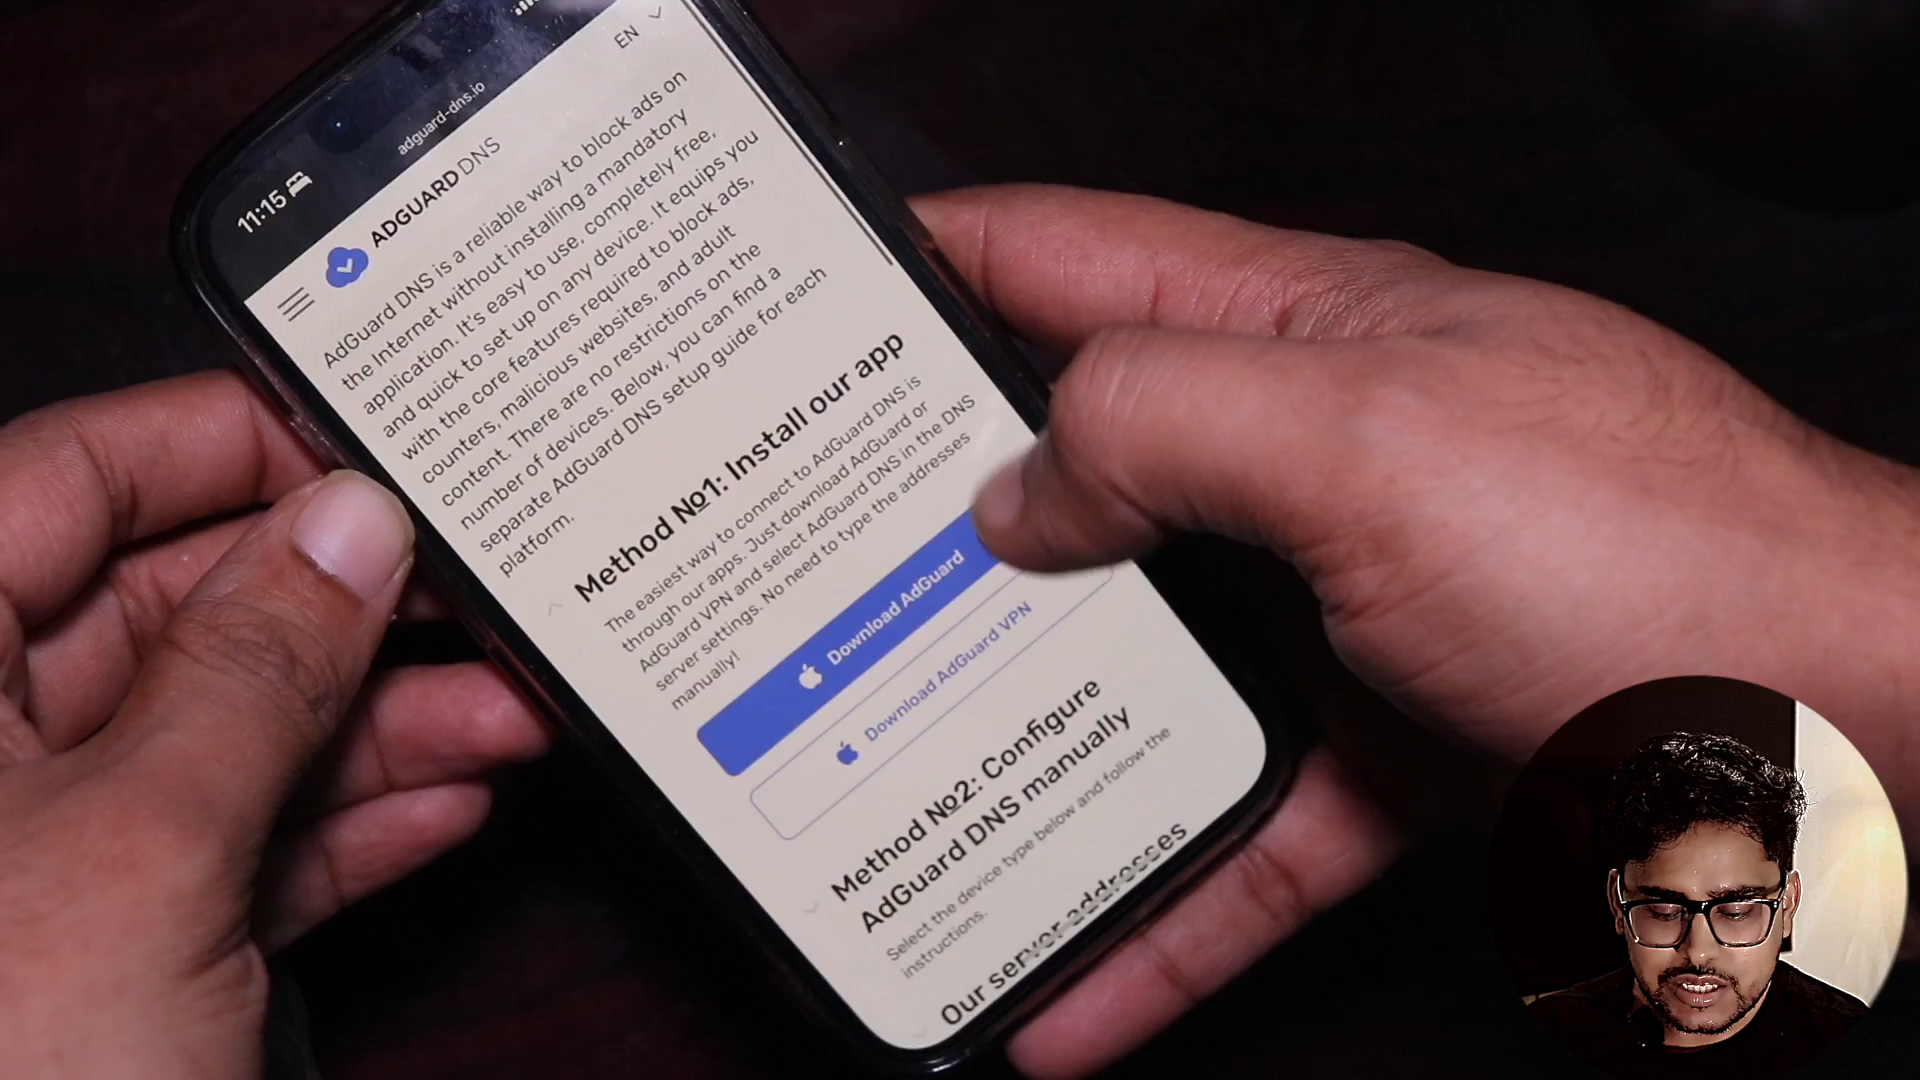 11:15
adguard-dns.io
EN
ADGUARD DNS
AdGuard DNS is a reliable way to block ads on
the Internet without installing a mandatory
application. It's easy to use, completely free,
and quick to set up on any device. It equips you
with the core features required to block ads,
counters, malicious websites, and adult
content. There are no restrictions on the
number of devices. Below, you can find a
separate AdGuard DNS setup guide for each
platform.
Method №1: Install our app
The easiest way to connect to AdGuard DNS is
through our apps. Just download AdGuard or
AdGuard VPN and select AdGuard DNS in the DNS
server settings. No need to type the addresses
manually!
Download AdGuard
Download AdGuard VPN
Method №2: Configure
AdGuard DNS manually
Select the device type below and follow the
instructions.
Our server addresses